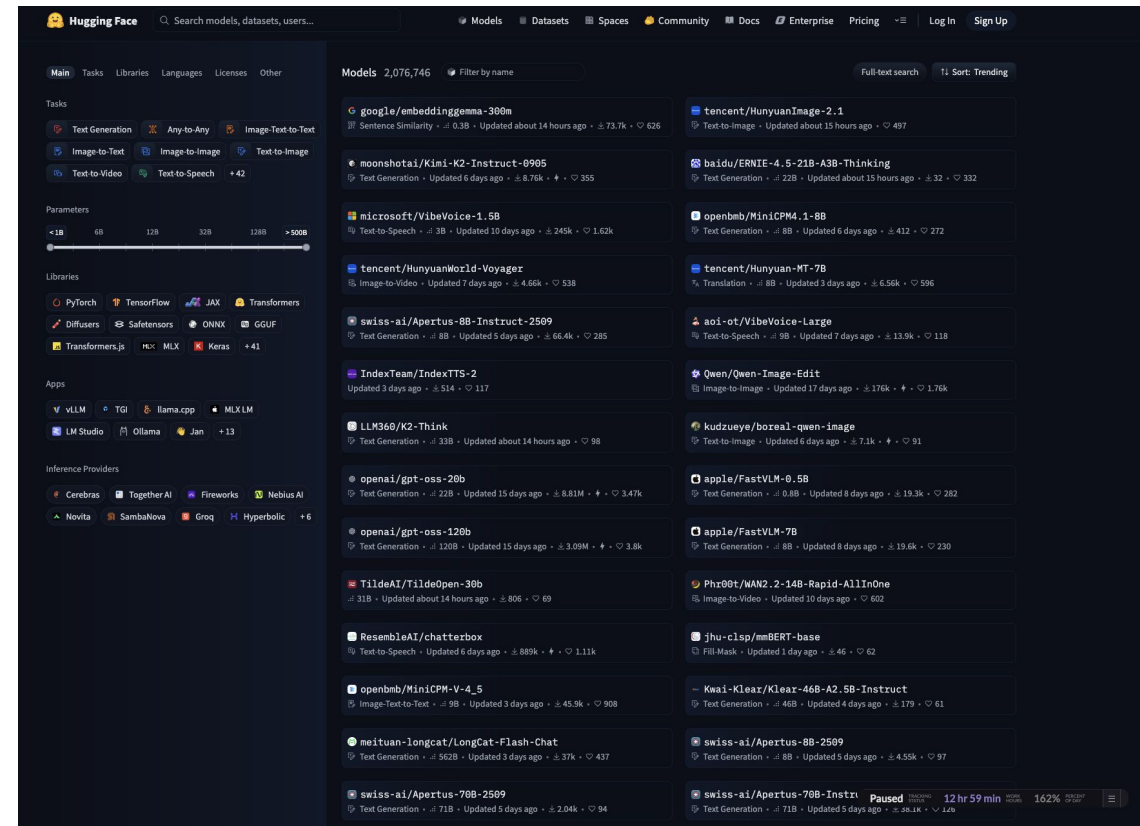 Hugging Face
Search models, datasets, users...
Models Datasets Spaces Community Docs Enterprise Pricing Log In Sign Up
Main Tasks Libraries Languages Licenses Other
Tasks
Text Generation Any-to-Any Image-Text-to-Text
Image-to-Text Image-to-Image Text-to-Image
Text-to-Video Text-to-Speech +42
Parameters
<1B 6B 12B 32B 128B >500B
Libraries
PyTorch TensorFlow JAX Transformers
Diffusers Safetensors ONNX GGUF
Transformers.js MLX Keras +41
Apps
vLLM TGI llama.cpp MLX LM
LM Studio Ollama Jan +13
Inference Providers
Cerebras Together AI Fireworks Nebius AI
Novita SambaNova Groq Hyperbolic +6
Models 2,076,746 Filter by name Full-text search Sort: Trending
google/embeddinggemma-300m
Sentence Similarity • 0.3B • Updated about 14 hours ago • 73.7k • 626
tencent/HunyuanImage-2.1
Text-to-Image • Updated about 15 hours ago • 497
moonshotai/Kimi-K2-Instruct-0905
Text Generation • Updated 6 days ago • 8.76k • 355
baidu/ERNIE-4.5-21B-A3B-Thinking
Text Generation • 22B • Updated about 15 hours ago • 32 • 332
microsoft/VibeVoice-1.5B
Text-to-Speech • 3B • Updated 10 days ago • 245k • 1.62k
openbmb/MiniCPM4.1-8B
Text Generation • 8B • Updated 6 days ago • 412 • 272
tencent/HunyuanWorld-Voyager
Image-to-Video • Updated 7 days ago • 4.66k • 538
tencent/Hunyuan-MT-7B
Translation • 8B • Updated 3 days ago • 6.56k • 596
swiss-ai/Apertus-8B-Instruct-2509
Text Generation • 8B • Updated 5 days ago • 66.4k • 285
aoi-ot/VibeVoice-Large
Text-to-Speech • 9B • Updated 7 days ago • 13.9k • 118
IndexTeam/IndexTTS-2
Updated 3 days ago • 514 • 117
Qwen/Qwen-Image-Edit
Image-to-Image • Updated 17 days ago • 176k • 1.76k
LLM360/K2-Think
Text Generation • 33B • Updated about 14 hours ago • 98
kudzueye/boreal-qwen-image
Text-to-Image • Updated 6 days ago • 7.1k • 91
openai/gpt-oss-20b
Text Generation • 22B • Updated 15 days ago • 8.81M • 3.47k
apple/FastVLM-0.5B
Text Generation • 0.8B • Updated 8 days ago • 19.3k • 282
openai/gpt-oss-120b
Text Generation • 120B • Updated 15 days ago • 3.09M • 3.8k
apple/FastVLM-7B
Text Generation • 8B • Updated 8 days ago • 19.6k • 230
TildeAI/TildeOpen-30b
31B • Updated about 14 hours ago • 806 • 69
Phr00t/WAN2.2-14B-Rapid-AllInOne
Image-to-Video • Updated 10 days ago • 602
ResembleAI/chatterbox
Text-to-Speech • Updated 6 days ago • 889k • 1.11k
jhu-clsp/mmBERT-base
Fill-Mask • Updated 1 day ago • 46 • 62
openbmb/MiniCPM-V-4_5
Image-Text-to-Text • 9B • Updated 3 days ago • 45.9k • 908
Kwai-Klear/Klear-46B-A2.5B-Instruct
Text Generation • 46B • Updated 4 days ago • 179 • 61
meituan-longcat/LongCat-Flash-Chat
Text Generation • 562B • Updated 3 days ago • 37k • 437
swiss-ai/Apertus-8B-2509
Text Generation • 8B • Updated 5 days ago • 4.55k • 97
swiss-ai/Apertus-70B-2509
Text Generation • 71B • Updated 5 days ago • 2.04k • 94
swiss-ai/Apertus-70B-Instru
Text Generation • 71B • Updated 5 days ago • 38.1k • 126
Paused TRACKING STATUS 12 hr 59 min WORK HOURS 162% PERCENT OF DAY